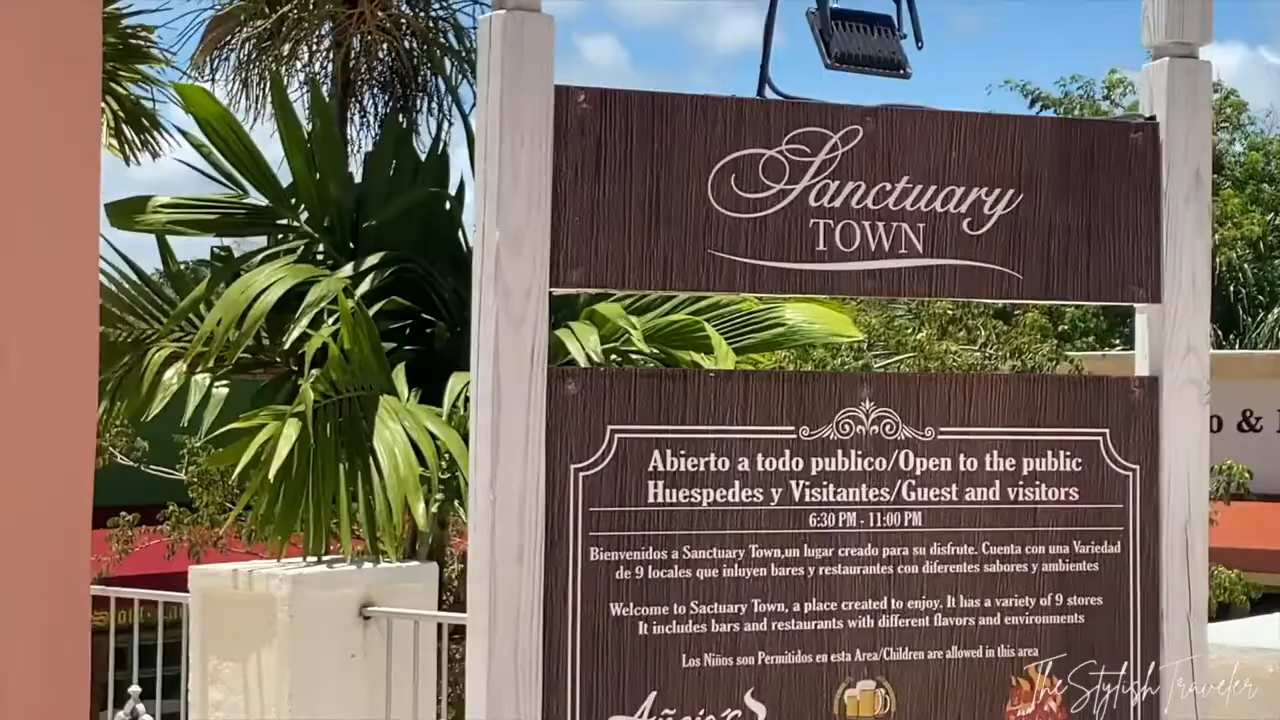 Sanctuary
TOWN
Abierto a todo publico/Open to the public
Huespedes y Visitantes/Guest and visitors
6:30 PM - 11:00 PM
Bienvenidos a Sanctuary Town,un lugar creado para su disfrute. Cuenta con una Variedad
de 9 locales que inluyen bares y restaurantes con diferentes sabores y ambientes
Welcome to Sactuary Town, a place created to enjoy. It has a variety of 9 stores
It includes bars and restaurants with different flavors and environments
Los Niños son Permitidos en esta Area/Children are allowed in this area
The Stylish Traveler